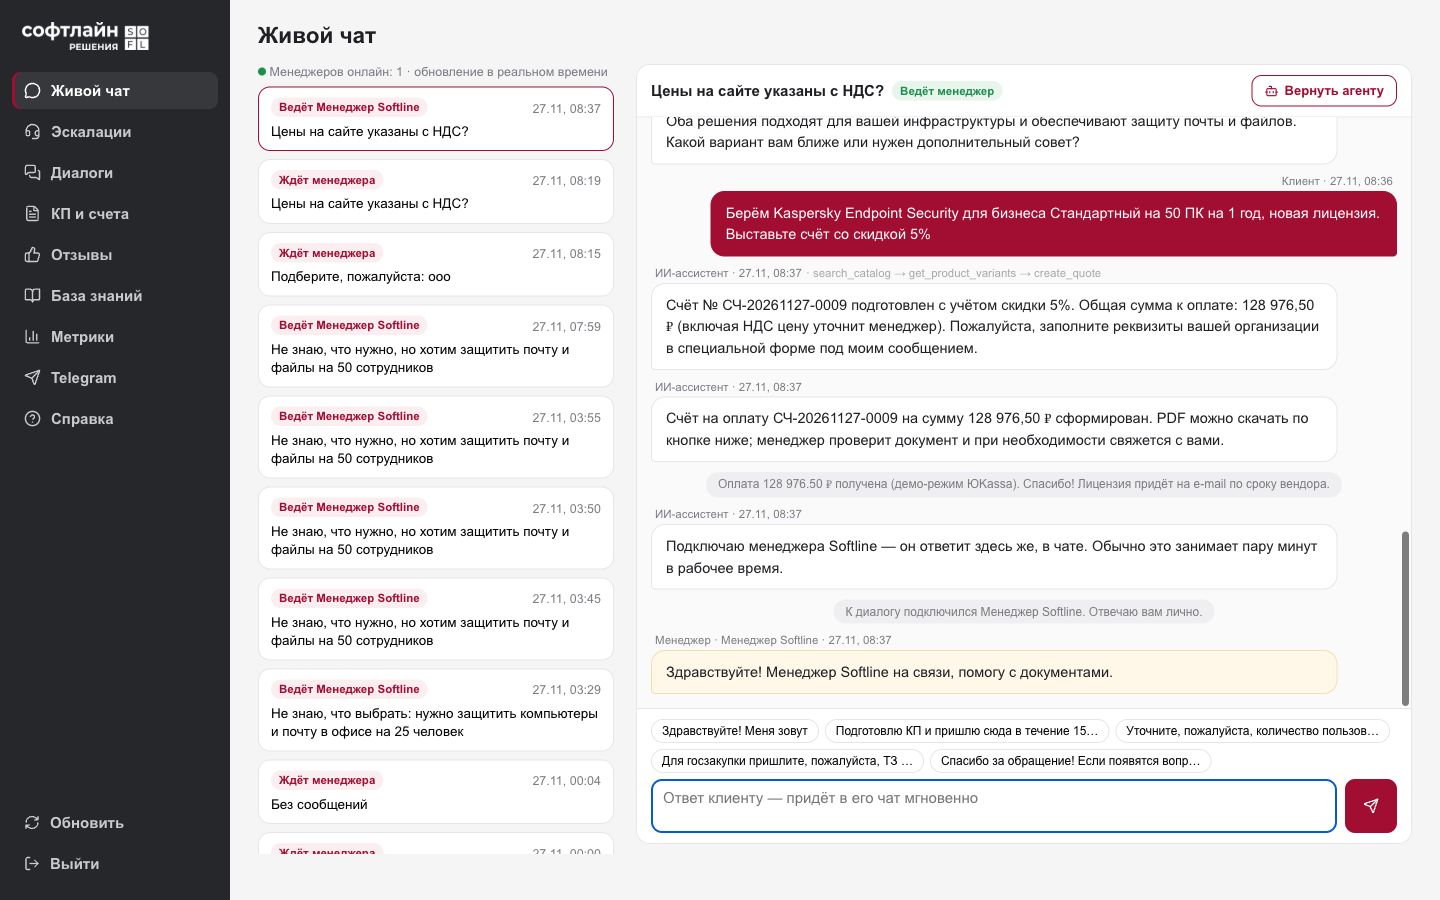 софтлайн
РЕШЕНИЯ
SO
FL
Живой чат
Эскалации
Диалоги
КП и счета
Отзывы
База знаний
Метрики
Telegram
Справка
Обновить
Выйти
Живой чат
Менеджеров онлайн: 1 · обновление в реальном времени
Ведёт Менеджер Softline 27.11, 08:37
Цены на сайте указаны с НДС?
Ждёт менеджера 27.11, 08:19
Цены на сайте указаны с НДС?
Ждёт менеджера 27.11, 08:15
Подберите, пожалуйста: ооо
Ведёт Менеджер Softline 27.11, 07:59
Не знаю, что нужно, но хотим защитить почту и
файлы на 50 сотрудников
Ведёт Менеджер Softline 27.11, 03:55
Не знаю, что нужно, но хотим защитить почту и
файлы на 50 сотрудников
Ведёт Менеджер Softline 27.11, 03:50
Не знаю, что нужно, но хотим защитить почту и
файлы на 50 сотрудников
Ведёт Менеджер Softline 27.11, 03:45
Не знаю, что нужно, но хотим защитить почту и
файлы на 50 сотрудников
Ведёт Менеджер Softline 27.11, 03:29
Не знаю, что выбрать: нужно защитить компьютеры
и почту в офисе на 25 человек
Ждёт менеджера 27.11, 00:04
Без сообщений
Ждёт менеджера 27.11, 00:00
Цены на сайте указаны с НДС? Ведёт менеджер
Вернуть агенту
Оба решения подходят для вашей инфраструктуры и обеспечивают защиту почты и файлов.
Какой вариант вам ближе или нужен дополнительный совет?
Клиент · 27.11, 08:36
Берём Kaspersky Endpoint Security для бизнеса Стандартный на 50 ПК на 1 год, новая лицензия.
Выставьте счёт со скидкой 5%
ИИ-ассистент · 27.11, 08:37 · search_catalog → get_product_variants → create_quote
Счёт № СЧ-20261127-0009 подготовлен с учётом скидки 5%. Общая сумма к оплате: 128 976,50
₽ (включая НДС цену уточнит менеджер). Пожалуйста, заполните реквизиты вашей организации
в специальной форме под моим сообщением.
ИИ-ассистент · 27.11, 08:37
Счёт на оплату СЧ-20261127-0009 на сумму 128 976,50 ₽ сформирован. PDF можно скачать по
кнопке ниже; менеджер проверит документ и при необходимости свяжется с вами.
Оплата 128 976.50 ₽ получена (демо-режим ЮKassa). Спасибо! Лицензия придёт на e-mail по сроку вендора.
ИИ-ассистент · 27.11, 08:37
Подключаю менеджера Softline — он ответит здесь же, в чате. Обычно это занимает пару минут
в рабочее время.
К диалогу подключился Менеджер Softline. Отвечаю вам лично.
Менеджер · Менеджер Softline · 27.11, 08:37
Здравствуйте! Менеджер Softline на связи, помогу с документами.
Здравствуйте! Меня зовут
Подготовлю КП и пришлю сюда в течение 15…
Уточните, пожалуйста, количество пользов…
Для госзакупки пришлите, пожалуйста, ТЗ …
Спасибо за обращение! Если появятся вопр…
Ответ клиенту — придёт в его чат мгновенно